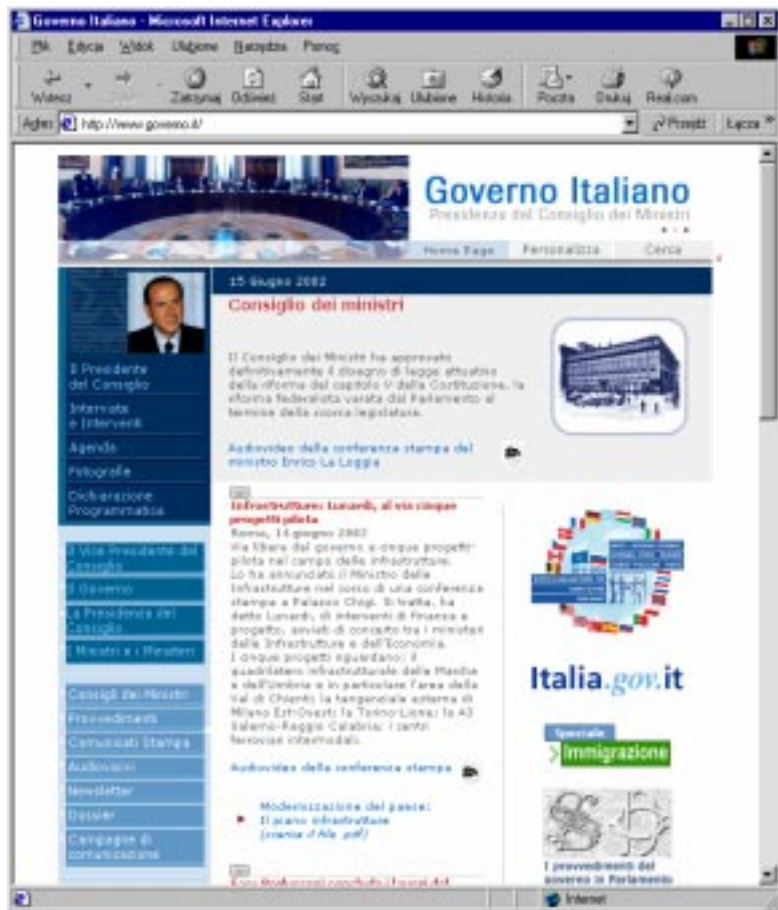 Governo Italiano - Microsoft Internet Explorer
Plik Edycja Widok Ulubione Narzędzia Pomoc
Wstecz Zatrzymaj Odśwież Start Wyszukaj Ulubione Historia Poczta Drukuj Real.com
Adres http://www.governo.it/ Przejdź Łącza »
Governo Italiano
Presidenza del Consiglio dei Ministri
Home Page Personalizza Cerca
15 Giugno 2002
Consiglio dei ministri
Il Consiglio dei Ministri ha approvato
definitivamente il disegno di legge attuativo
della riforma del capitolo V della Costituzione, la
riforma federalista varata dal Parlamento al
termine della scorsa legislatura.
Audiovideo della conferenza stampa del
ministro Enrico La Loggia
Il Presidente
del Consiglio
Interviste
e Interventi
Agenda
Fotografie
Dichiarazione
Programmatica
Il Vice Presidente del
Consiglio
Il Governo
La Presidenza del
Consiglio
I Ministri e i Ministeri
Consigli dei Ministri
Provvedimenti
Comunicati Stampa
Audiovisivi
Newsletter
Dossier
Campagne di
comunicazione
Infrastrutture: Lunardi, al via cinque
progetti pilota
Roma, 14 giugno 2002
Via libera del governo a cinque progetti-
pilota nel campo delle infrastrutture.
Lo ha annunciato il Ministro delle
Infrastrutture nel corso di una conferenza
stampa a Palazzo Chigi. Si tratta, ha
detto Lunardi, di interventi di finanza a
progetto, avviati di concerto tra i ministeri
delle Infrastrutture e dell'Economia.
I cinque progetti riguardano: il
quadrilatero infrastrutturale delle Marche
e dell'Umbria e in particolare l'area della
Val di Chienti; la tangenziale esterna di
Milano Est-Ovest; la Torino-Lione; la A3
Salerno-Reggio Calabria; i centri
ferroviari intermodali.
Audiovideo della conferenza stampa
Modernizzazione del paese:
Il piano infrastrutture
(scarica il file .pdf)
Italia.gov.it
Speciale
Immigrazione
I provvedimenti del
governo in Parlamento
Internet